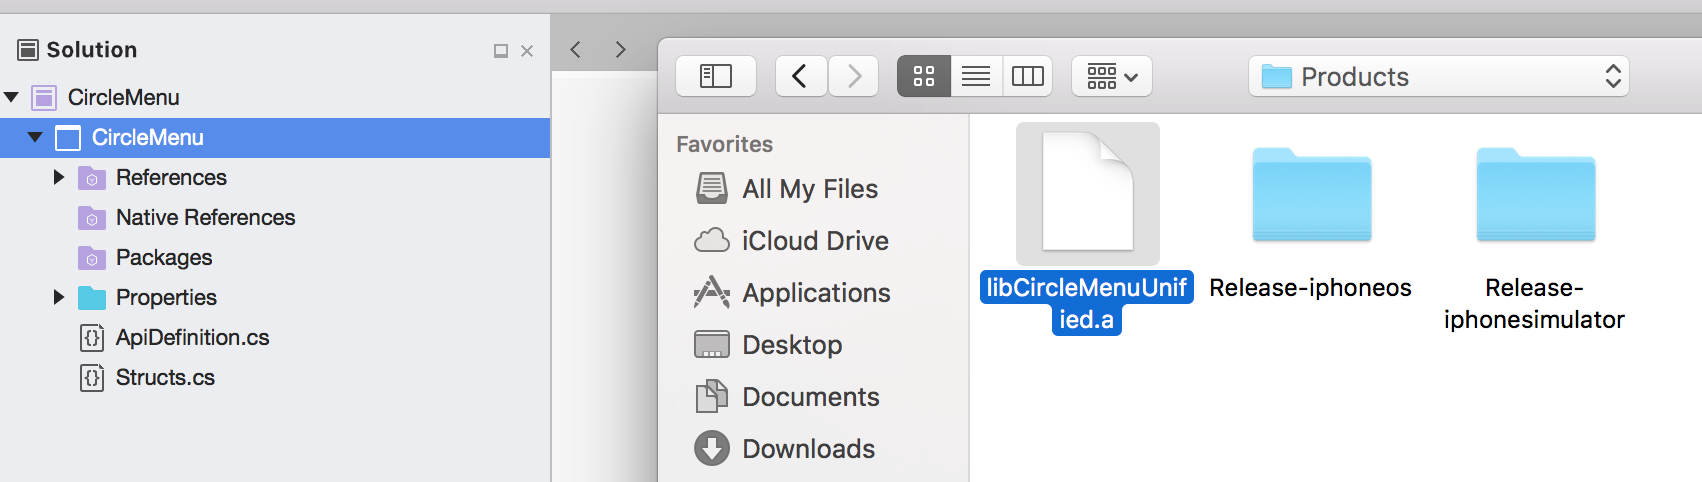 Solution
CircleMenu
CircleMenu
References
Native References
Packages
Properties
ApiDefinition.cs
Structs.cs
Products
Favorites
All My Files
iCloud Drive
Applications
Desktop
Documents
Downloads
libCircleMenuUnif
ied.a
Release-iphoneos
Release-
iphonesimulator